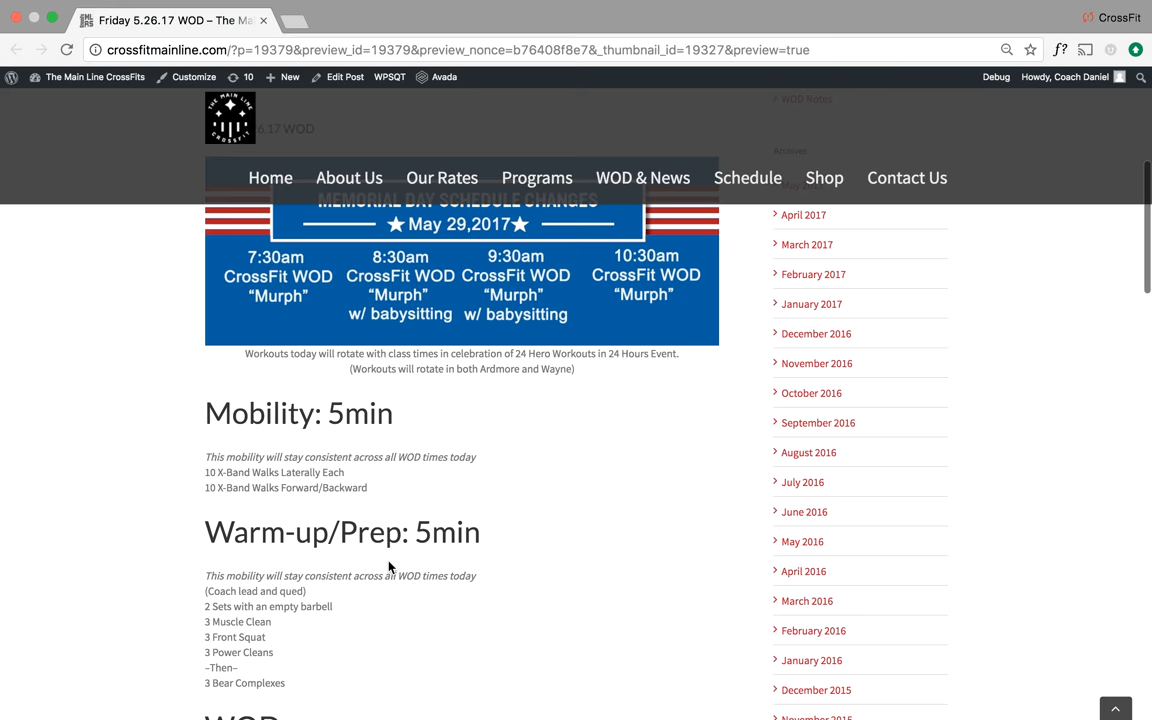 Friday 5.26.17 WOD – The Ma
CrossFit
crossfitmainline.com/?p=19379&preview_id=19379&preview_nonce=b76408f8e7&_thumbnail_id=19327&preview=true
f?
The Main Line CrossFits
Customize
10
New
Edit Post
WPSQT
Avada
Debug
Howdy, Coach Daniel
WOD Notes
THE MAIN LINE
CROSSFIT
6.17 WOD
Archives
Home
About Us
Our Rates
Programs
WOD & News
Schedule
Shop
Contact Us
MEMORIAL DAY SCHEDULE CHANGES
May 29,2017
7:30am
CrossFit WOD
“Murph”
8:30am
CrossFit WOD
“Murph”
w/ babysitting
9:30am
CrossFit WOD
“Murph”
w/ babysitting
10:30am
CrossFit WOD
“Murph”
Workouts today will rotate with class times in celebration of 24 Hero Workouts in 24 Hours Event.
(Workouts will rotate in both Ardmore and Wayne)
Mobility: 5min
This mobility will stay consistent across all WOD times today
10 X-Band Walks Laterally Each
10 X-Band Walks Forward/Backward
Warm-up/Prep: 5min
This mobility will stay consistent across all WOD times today
(Coach lead and qued)
2 Sets with an empty barbell
3 Muscle Clean
3 Front Squat
3 Power Cleans
–Then–
3 Bear Complexes
WOD
April 2017
March 2017
February 2017
January 2017
December 2016
November 2016
October 2016
September 2016
August 2016
July 2016
June 2016
May 2016
April 2016
March 2016
February 2016
January 2016
December 2015
November 2015